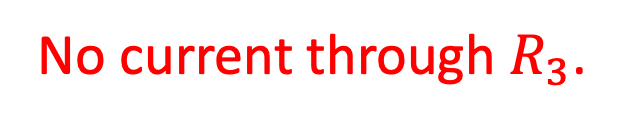 No current through R₃.